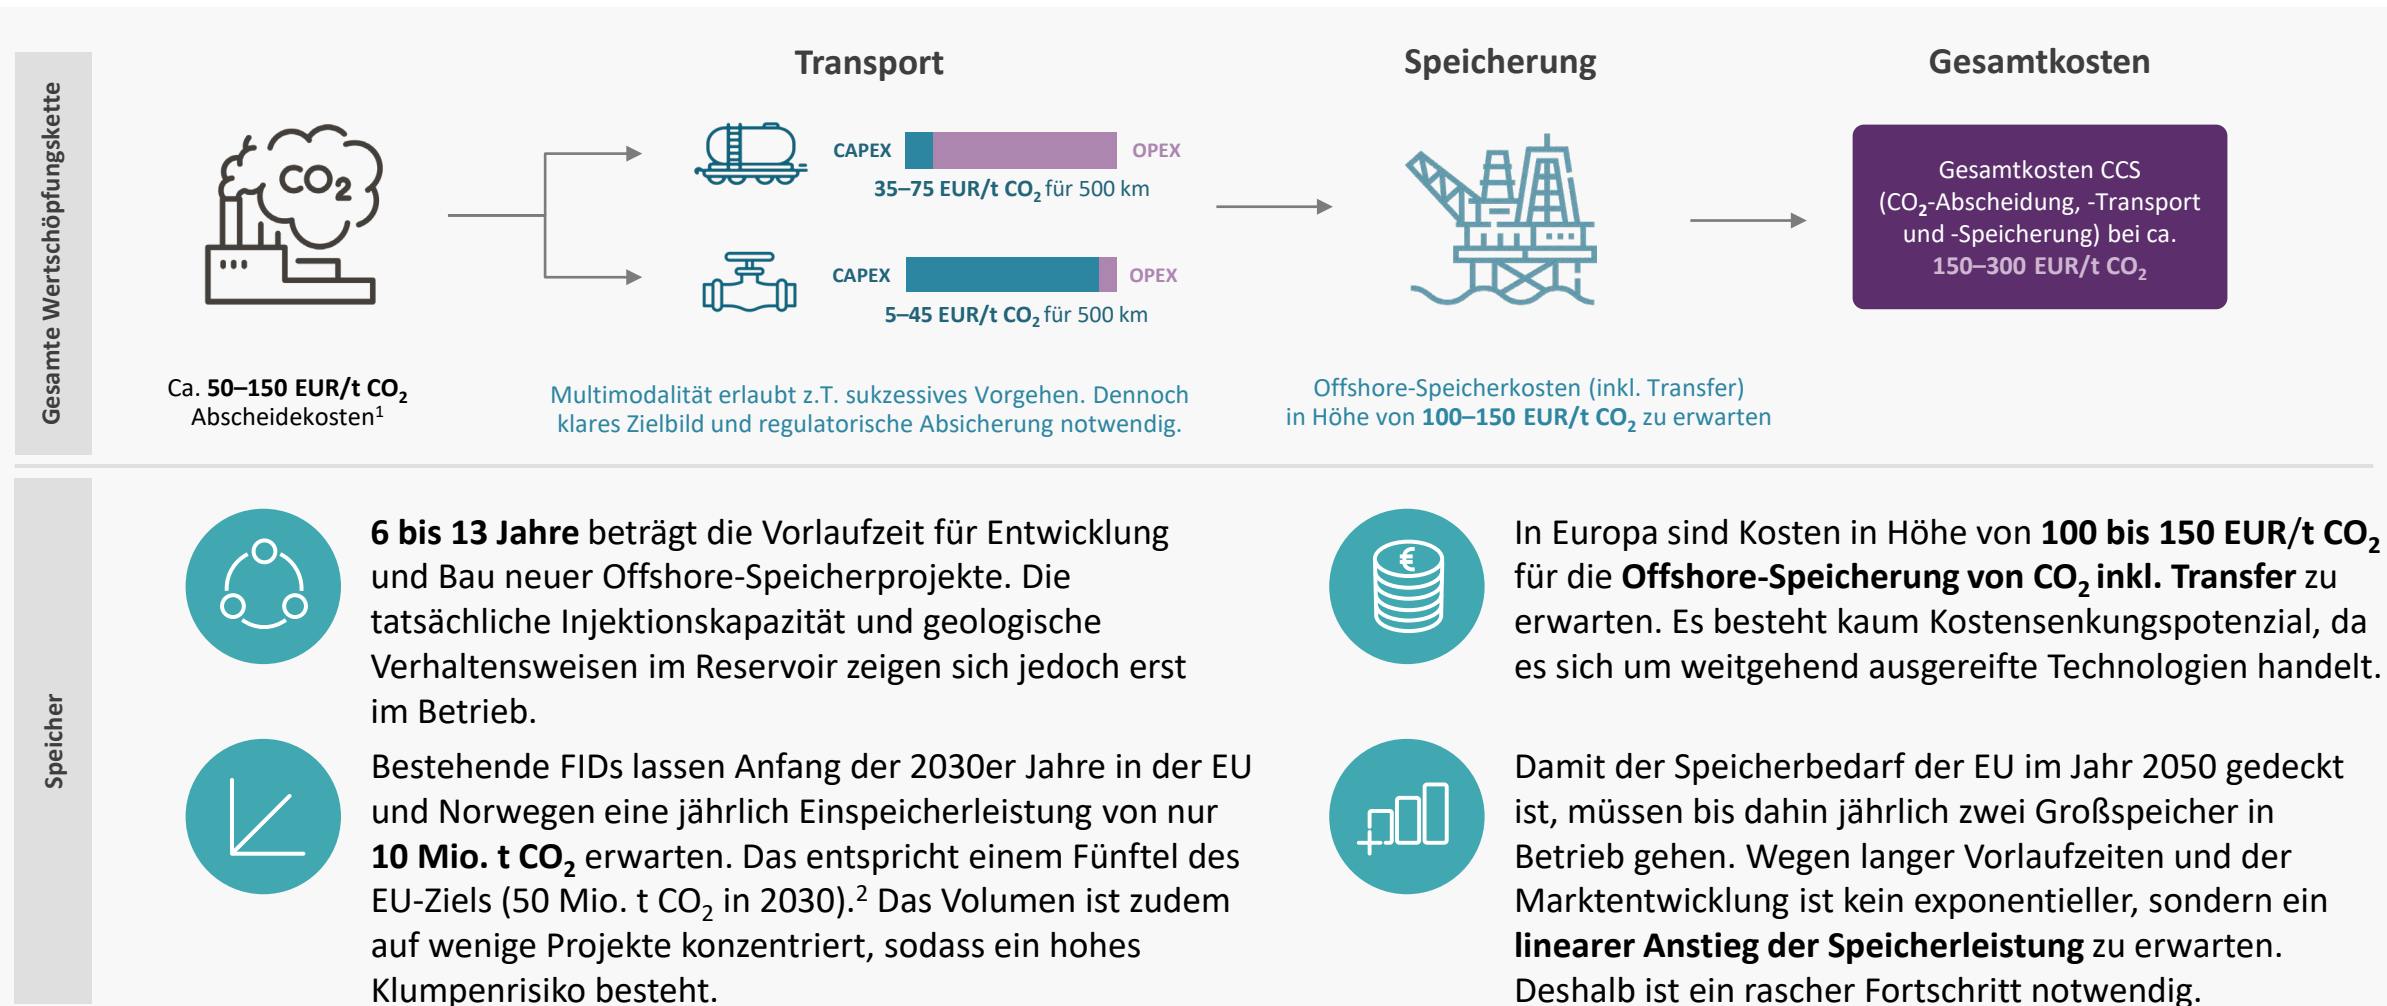 Gesamte Wertschöpfungskette
CO2
Ca. 50–150 EUR/t CO2
Abscheidekosten1
Transport
CAPEX
OPEX
35–75 EUR/t CO2 für 500 km
CAPEX
OPEX
5–45 EUR/t CO2 für 500 km
Multimodalität erlaubt z.T. sukzessives Vorgehen. Dennoch
klares Zielbild und regulatorische Absicherung notwendig.
Speicherung
Offshore-Speicherkosten (inkl. Transfer)
in Höhe von 100–150 EUR/t CO2 zu erwarten
Gesamtkosten
Gesamtkosten CCS
(CO2-Abscheidung, -Transport
und -Speicherung) bei ca.
150–300 EUR/t CO2
Speicher
6 bis 13 Jahre beträgt die Vorlaufzeit für Entwicklung
und Bau neuer Offshore-Speicherprojekte. Die
tatsächliche Injektionskapazität und geologische
Verhaltensweisen im Reservoir zeigen sich jedoch erst
im Betrieb.
Bestehende FIDs lassen Anfang der 2030er Jahre in der EU
und Norwegen eine jährlich Einspeicherleistung von nur
10 Mio. t CO2 erwarten. Das entspricht einem Fünftel des
EU-Ziels (50 Mio. t CO2 in 2030).2 Das Volumen ist zudem
auf wenige Projekte konzentriert, sodass ein hohes
Klumpenrisiko besteht.
€
In Europa sind Kosten in Höhe von 100 bis 150 EUR/t CO2
für die Offshore-Speicherung von CO2 inkl. Transfer zu
erwarten. Es besteht kaum Kostensenkungspotenzial, da
es sich um weitgehend ausgereifte Technologien handelt.
Damit der Speicherbedarf der EU im Jahr 2050 gedeckt
ist, müssen bis dahin jährlich zwei Großspeicher in
Betrieb gehen. Wegen langer Vorlaufzeiten und der
Marktentwicklung ist kein exponentieller, sondern ein
linearer Anstieg der Speicherleistung zu erwarten.
Deshalb ist ein rascher Fortschritt notwendig.